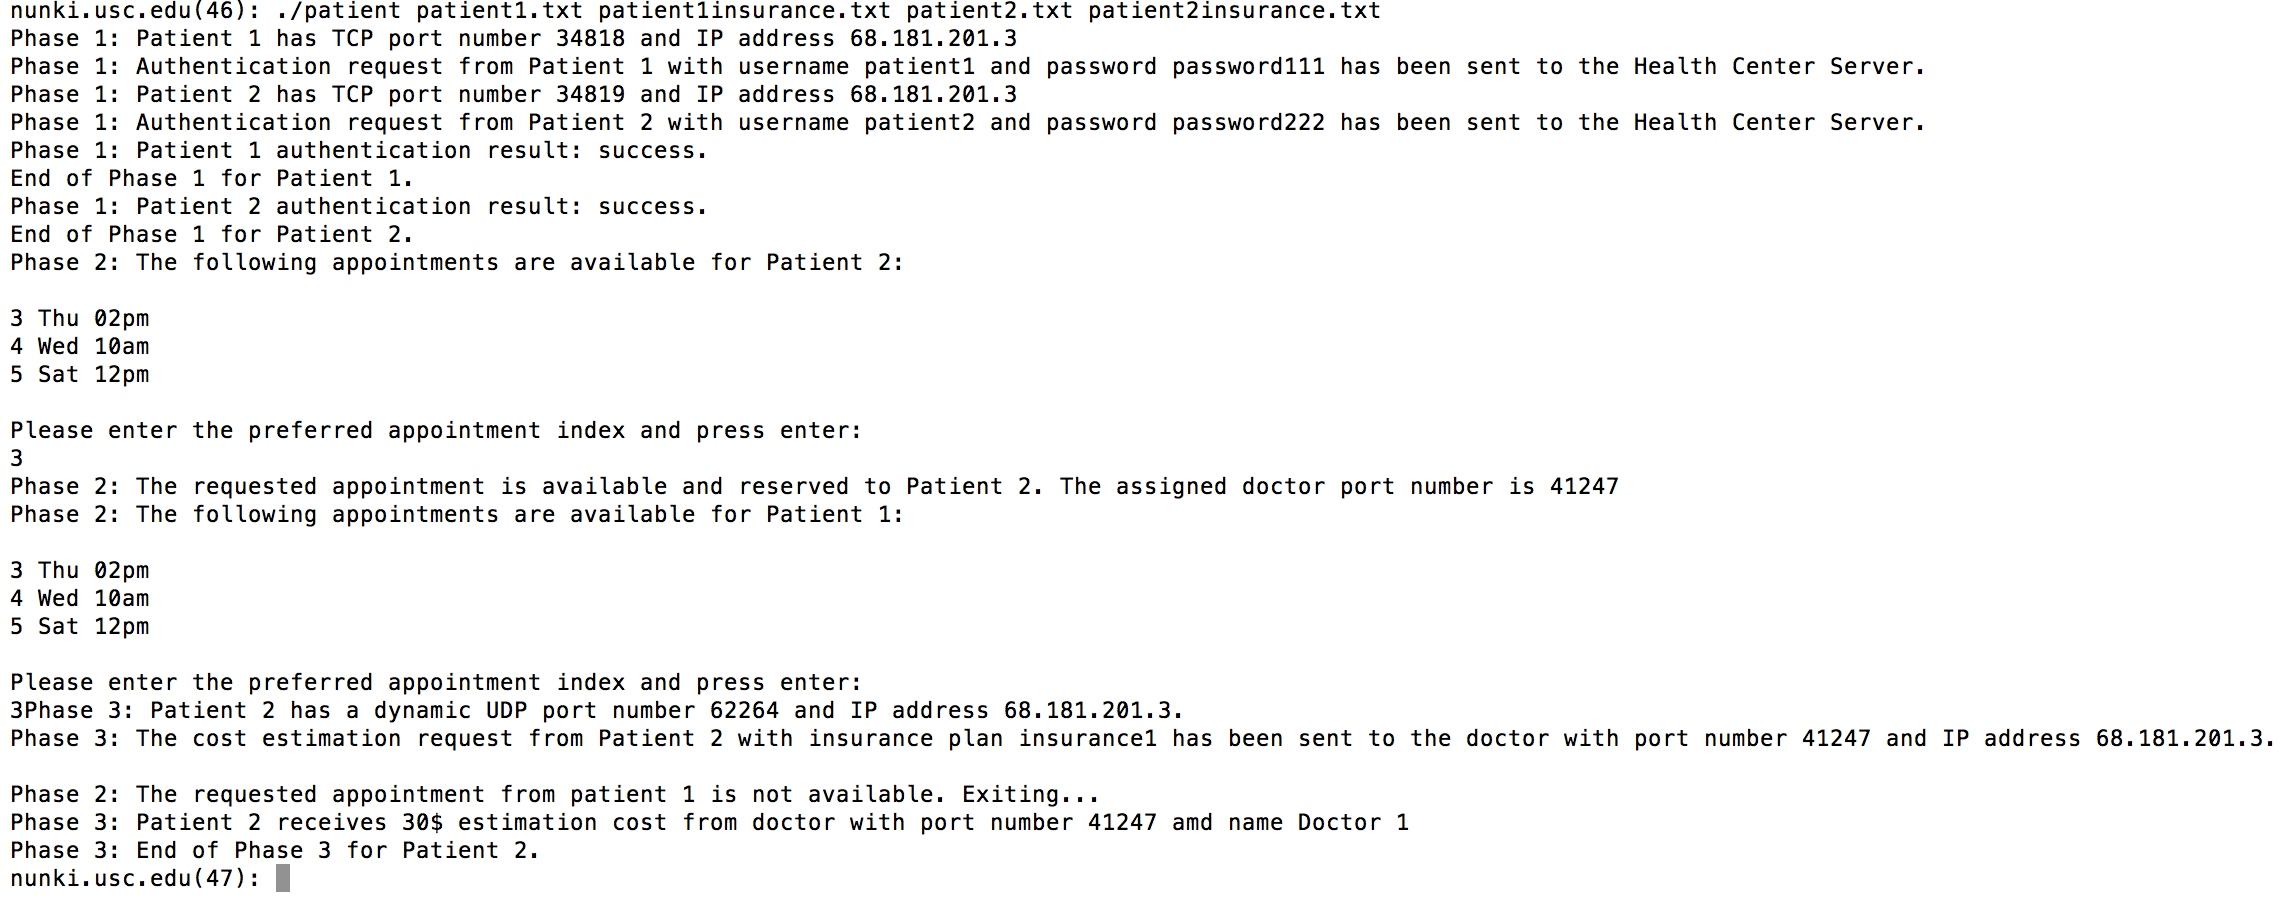 nunki.usc.edu(46): ./patient patient1.txt patient1insurance.txt patient2.txt patient2insurance.txt
Phase 1: Patient 1 has TCP port number 34818 and IP address 68.181.201.3
Phase 1: Authentication request from Patient 1 with username patient1 and password password111 has been sent to the Health Center Server.
Phase 1: Patient 2 has TCP port number 34819 and IP address 68.181.201.3
Phase 1: Authentication request from Patient 2 with username patient2 and password password222 has been sent to the Health Center Server.
Phase 1: Patient 1 authentication result: success.
End of Phase 1 for Patient 1.
Phase 1: Patient 2 authentication result: success.
End of Phase 1 for Patient 2.
Phase 2: The following appointments are available for Patient 2:
3 Thu 02pm
4 Wed 10am
5 Sat 12pm
Please enter the preferred appointment index and press enter:
3
Phase 2: The requested appointment is available and reserved to Patient 2. The assigned doctor port number is 41247
Phase 2: The following appointments are available for Patient 1:
3 Thu 02pm
4 Wed 10am
5 Sat 12pm
Please enter the preferred appointment index and press enter:
3Phase 3: Patient 2 has a dynamic UDP port number 62264 and IP address 68.181.201.3.
Phase 3: The cost estimation request from Patient 2 with insurance plan insurance1 has been sent to the doctor with port number 41247 and IP address 68.181.201.3.
Phase 2: The requested appointment from patient 1 is not available. Exiting...
Phase 3: Patient 2 receives 30$ estimation cost from doctor with port number 41247 amd name Doctor 1
Phase 3: End of Phase 3 for Patient 2.
nunki.usc.edu(47):